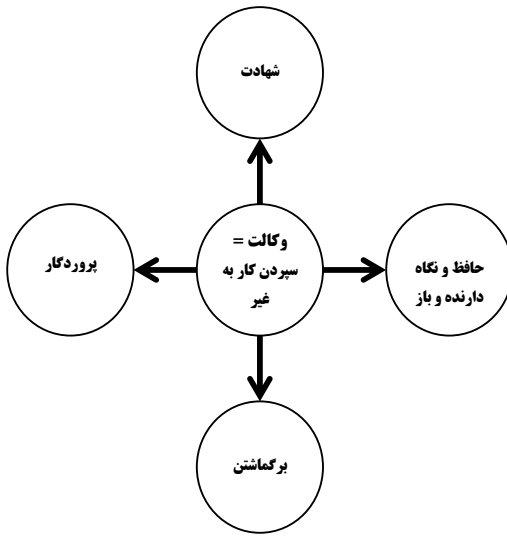 شهادت
وکالت =
سپردن کار به
غیر
حافظ و نگاه
دارنده و باز
پروردگار
برگماشتن